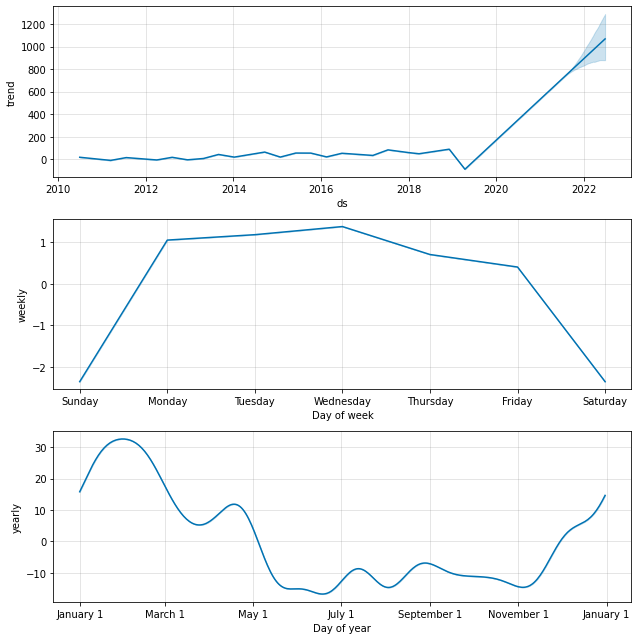 1200
1000
800
600
400
200
0
trend
2010 2012 2014 2016 2018 2020 2022
ds
1
0
−1
−2
weekly
Sunday Monday Tuesday Wednesday Thursday Friday Saturday
Day of week
30
20
10
0
−10
yearly
January 1 March 1 May 1 July 1 September 1 November 1 January 1
Day of year